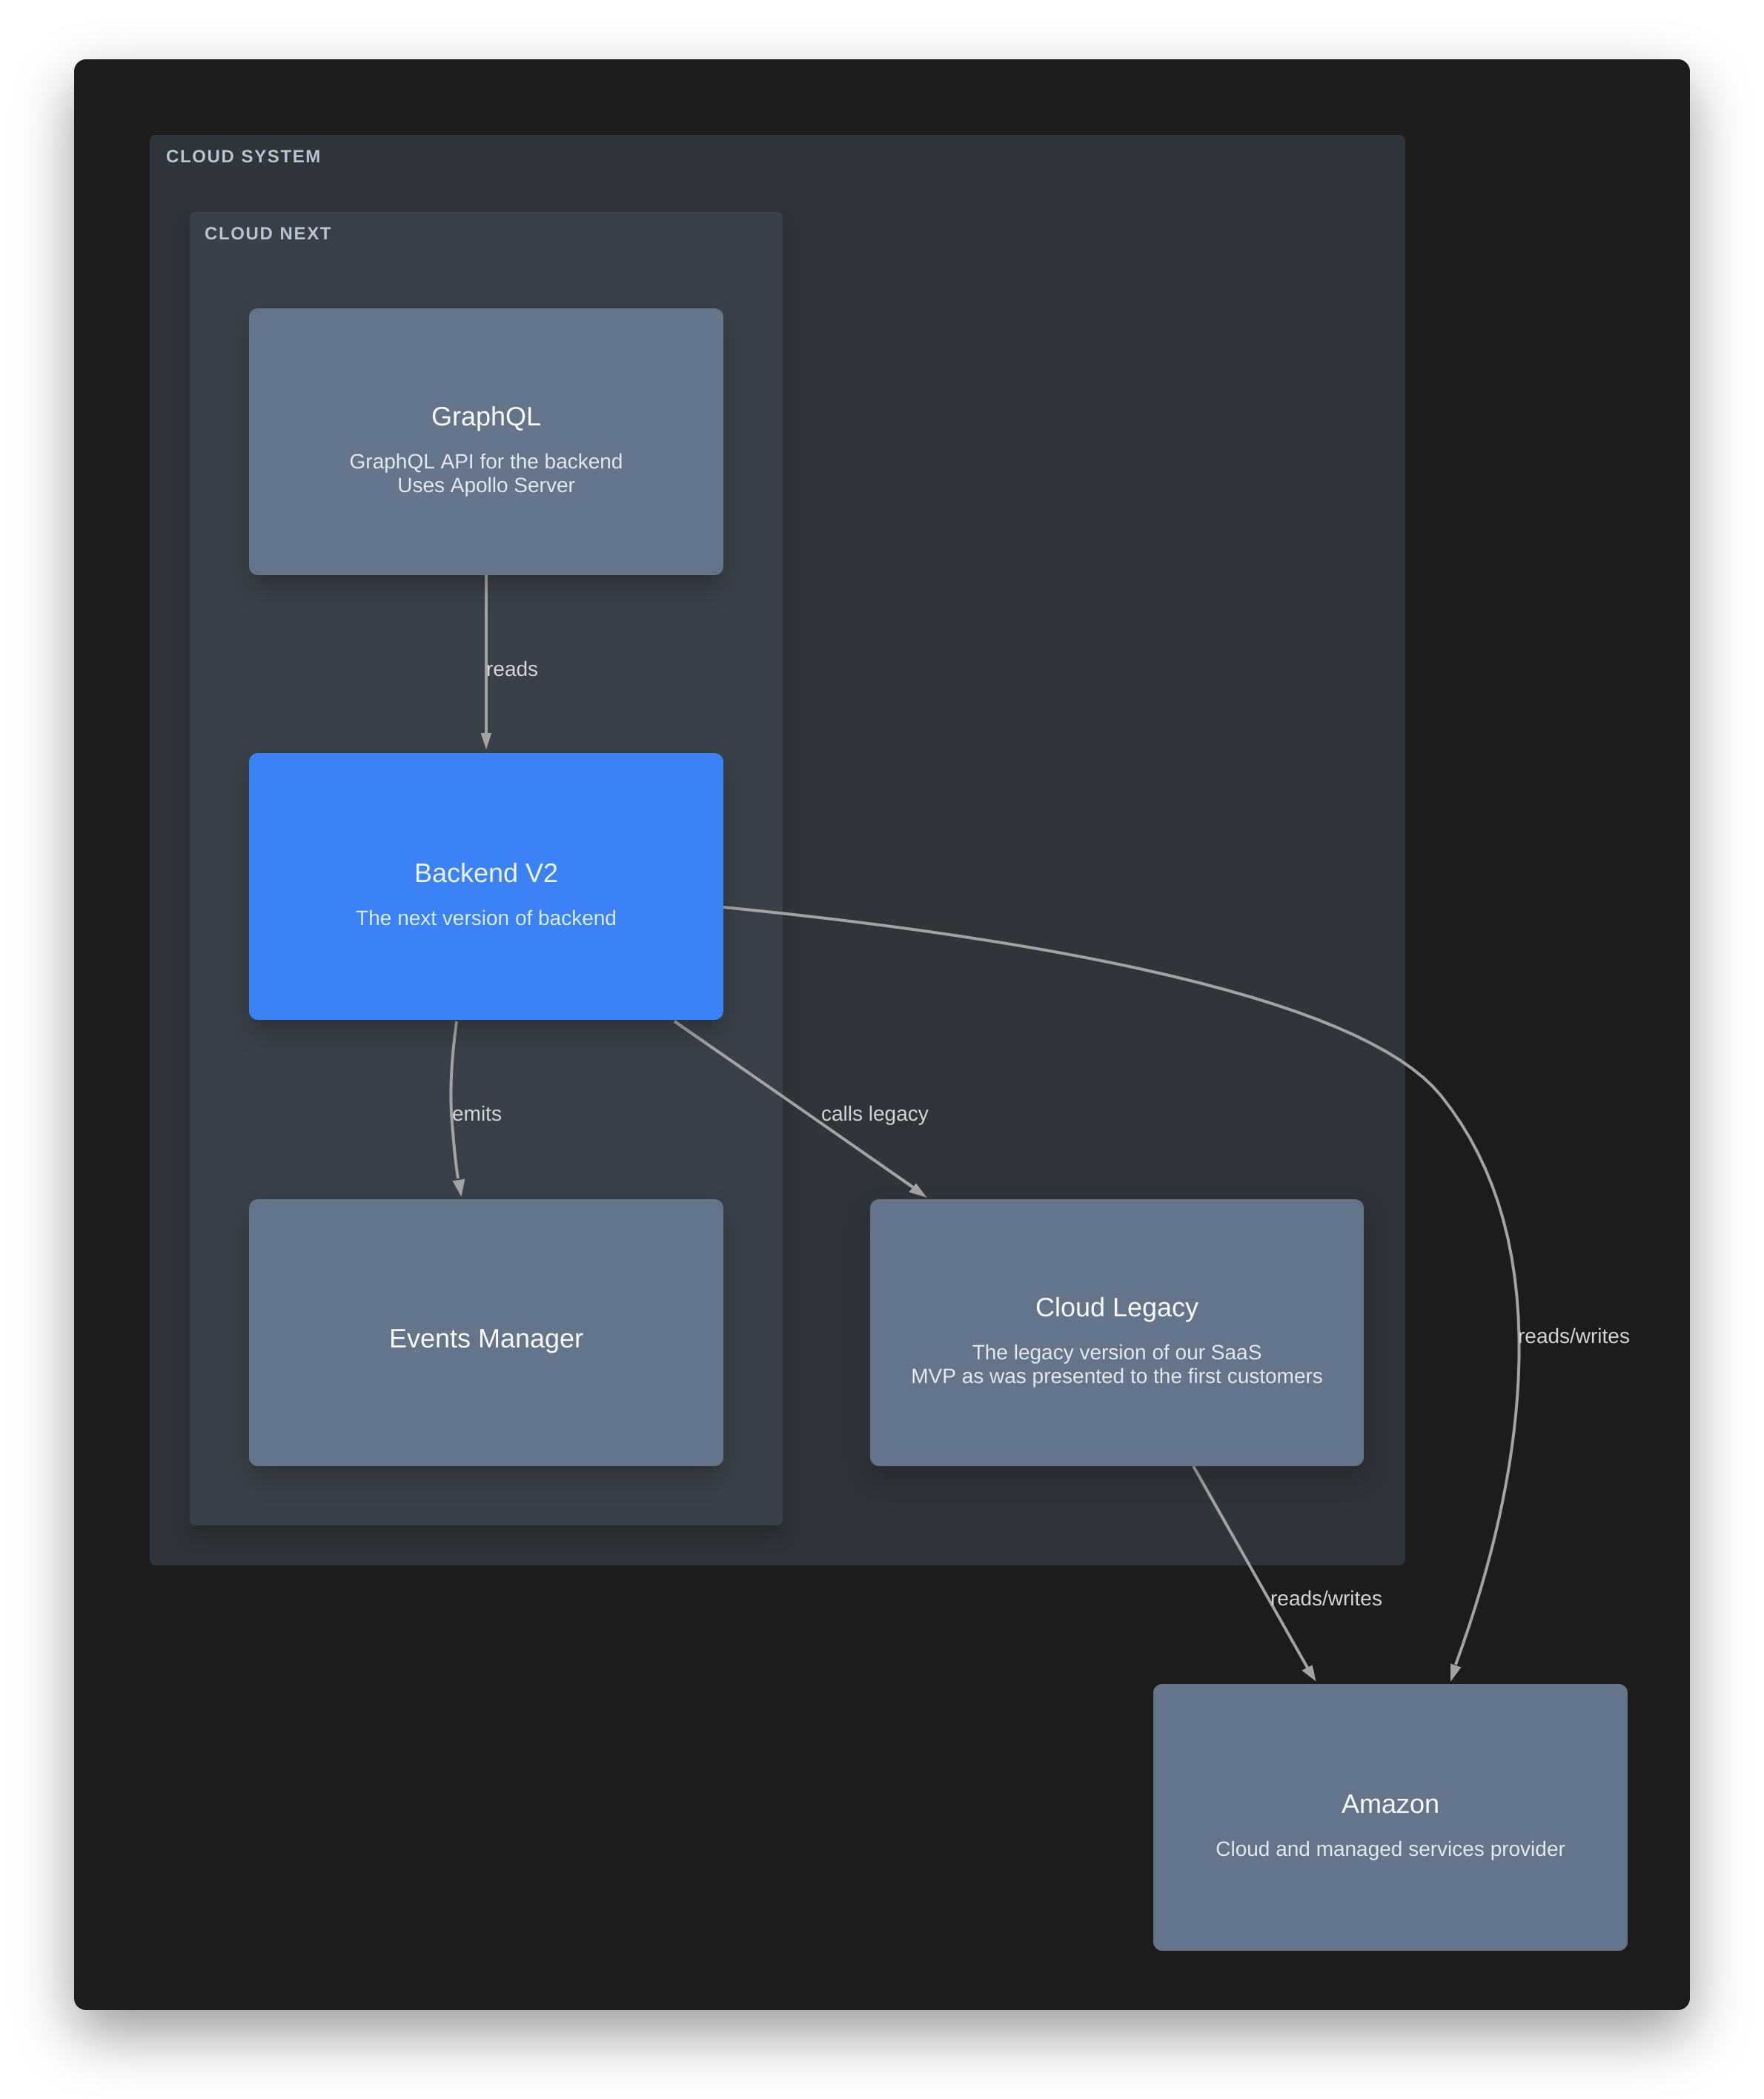 CLOUD SYSTEM
CLOUD NEXT
GraphQL
GraphQL API for the backend
Uses Apollo Server
reads
Backend V2
The next version of backend
emits
calls legacy
Events Manager
Cloud Legacy
The legacy version of our SaaS
MVP as was presented to the first customers
reads/writes
reads/writes
Amazon
Cloud and managed services provider